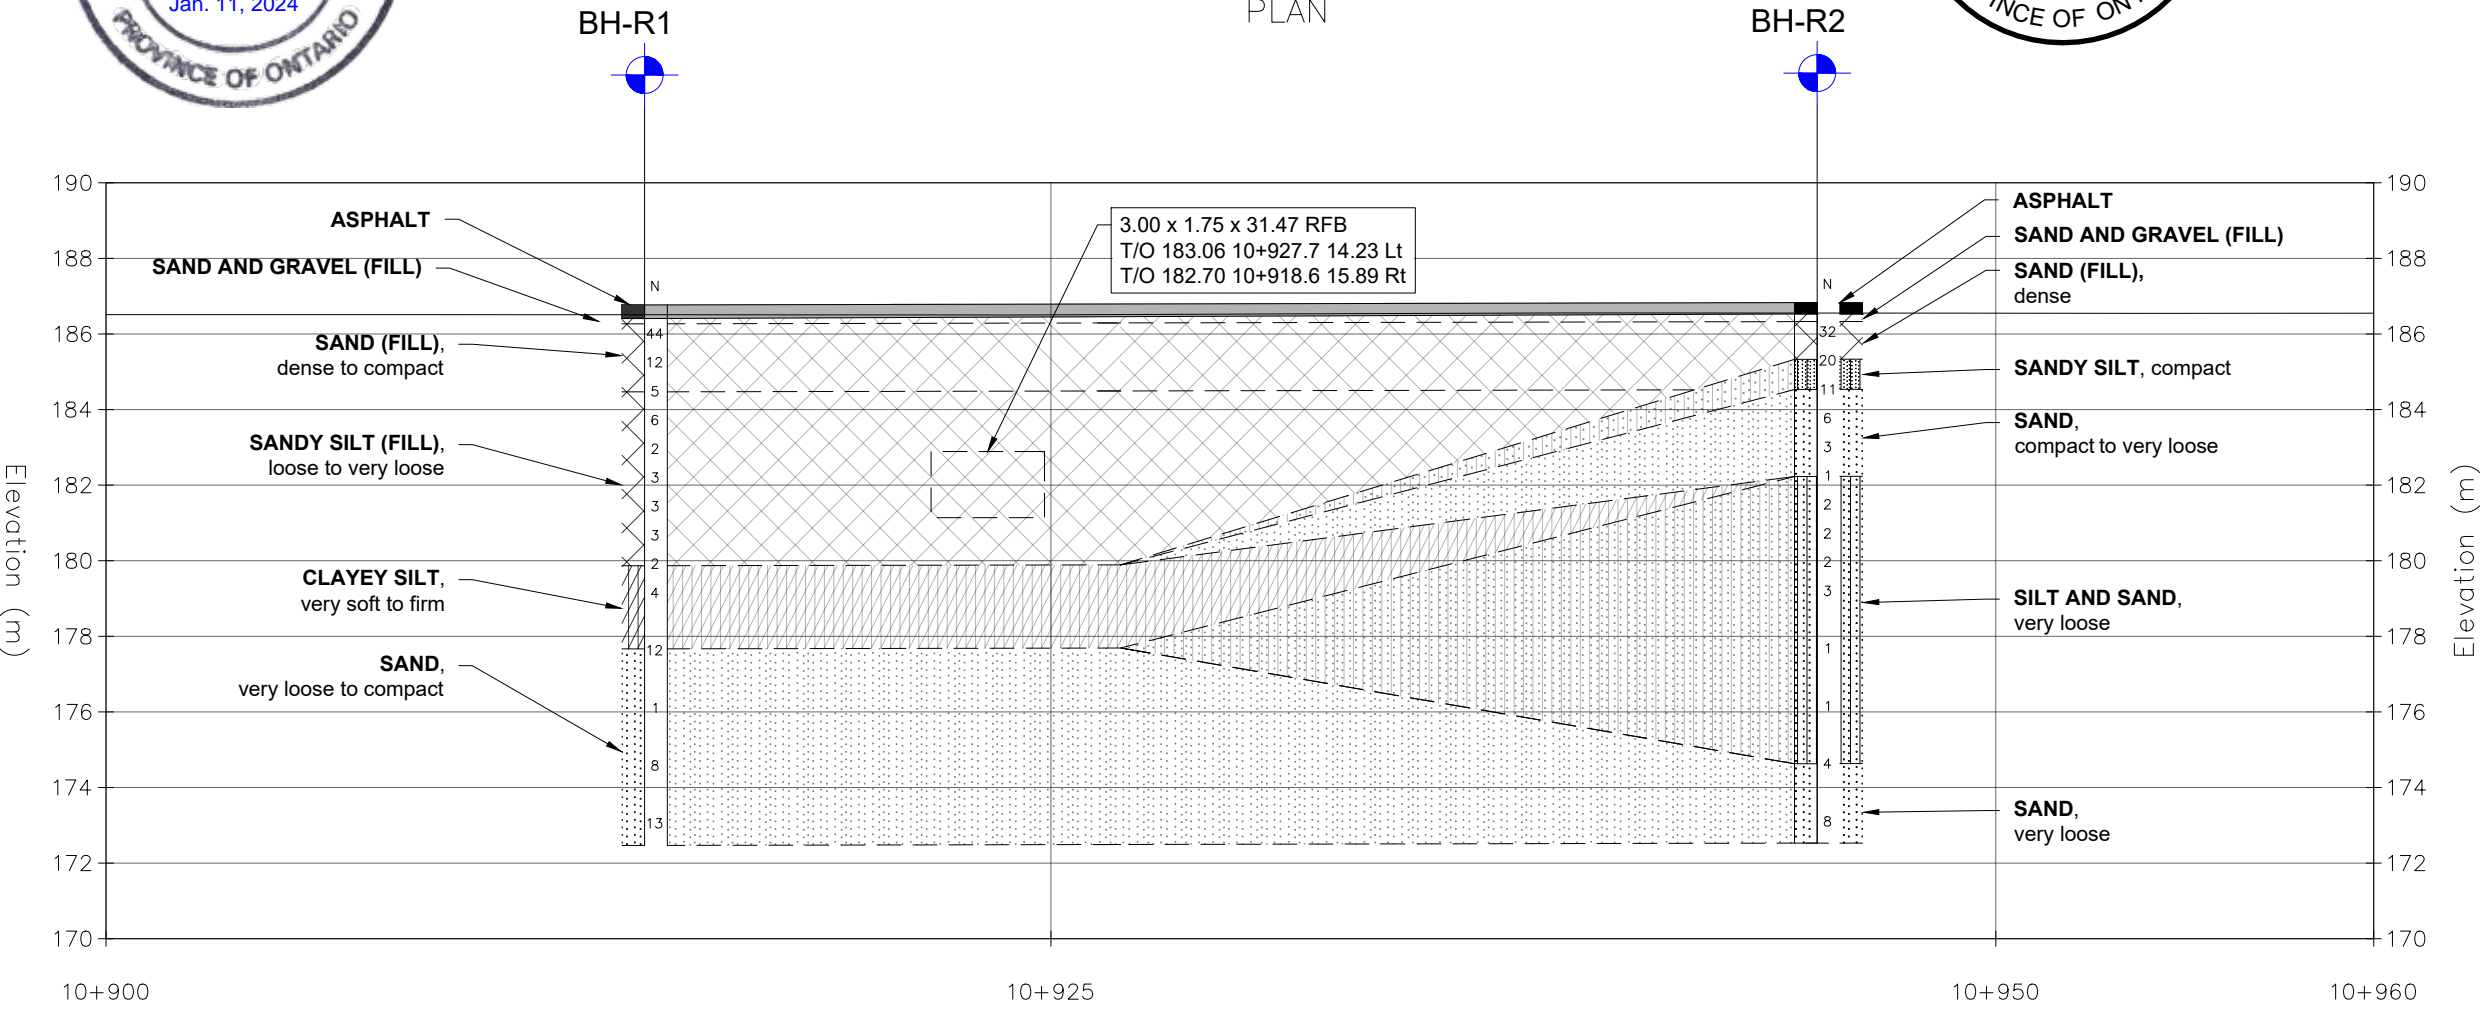 Jan. 11, 2024
PROVINCE OF ONTARIO
PLAN
BH-R1
BH-R2
INCE OF ON
190
188
186
184
182
180
178
176
174
172
170
Elevation (m)
ASPHALT
SAND AND GRAVEL (FILL)
SAND (FILL),
dense to compact
SANDY SILT (FILL),
loose to very loose
CLAYEY SILT,
very soft to firm
SAND,
very loose to compact
N
44
12
5
6
2
3
3
3
2
4
12
1
8
13
3.00 x 1.75 x 31.47 RFB
T/O 183.06 10+927.7 14.23 Lt
T/O 182.70 10+918.6 15.89 Rt
N
32
20
11
6
3
1
2
2
2
3
1
1
4
8
ASPHALT
SAND AND GRAVEL (FILL)
SAND (FILL),
dense
SANDY SILT, compact
SAND,
compact to very loose
SILT AND SAND,
very loose
SAND,
very loose
190
188
186
184
182
180
178
176
174
172
170
Elevation (m)
10+900
10+925
10+950
10+960